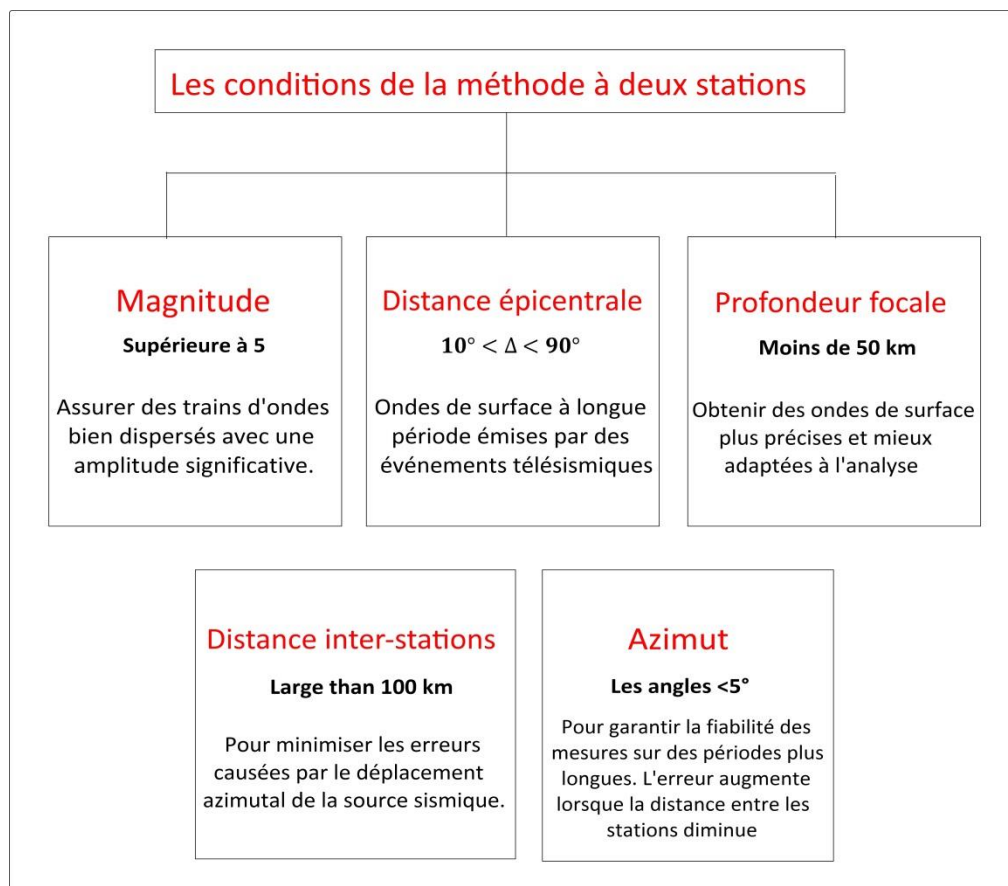 Les conditions de la méthode à deux stations
Magnitude
Supérieure à 5
Assurer des trains d'ondes
bien dispersés avec une
amplitude significative.
Distance épicentrale
10° < Δ < 90°
Ondes de surface à longue
période émises par des
événements télésismiques
Profondeur focale
Moins de 50 km
Obtenir des ondes de surface
plus précises et mieux
adaptées à l'analyse
Distance inter-stations
Large than 100 km
Pour minimiser les erreurs
causées par le déplacement
azimutal de la source sismique.
Azimut
Les angles <5°
Pour garantir la fiabilité des
mesures sur des périodes plus
longues. L'erreur augmente
lorsque la distance entre les
stations diminue